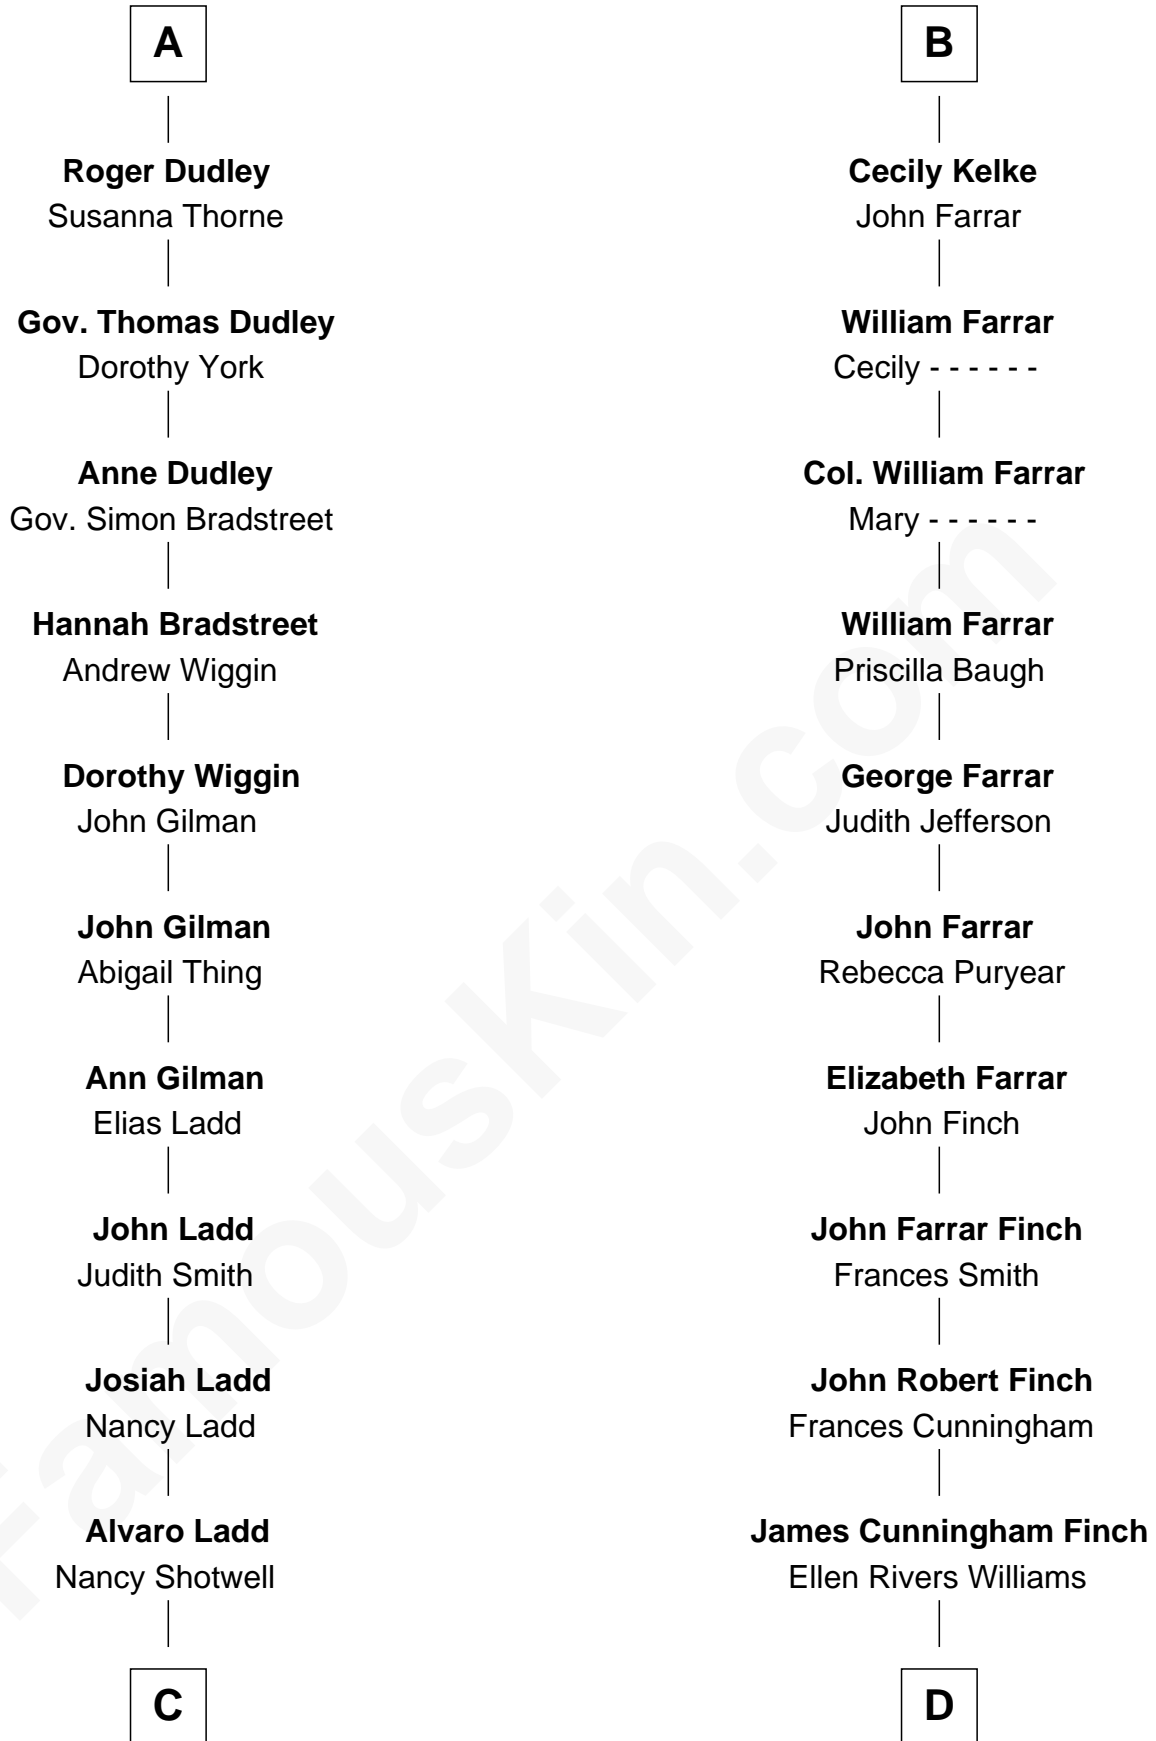 A
Roger Dudley
Susanna Thorne
Gov. Thomas Dudley
Dorothy York
Anne Dudley
Gov. Simon Bradstreet
Hannah Bradstreet
Andrew Wiggin
Dorothy Wiggin
John Gilman
John Gilman
Abigail Thing
Ann Gilman
Elias Ladd
John Ladd
Judith Smith
Josiah Ladd
Nancy Ladd
Alvaro Ladd
Nancy Shotwell
C
B
Cecily Kelke
John Farrar
William Farrar
Cecily - - - - - -
Col. William Farrar
Mary - - - - - -
William Farrar
Priscilla Baugh
George Farrar
Judith Jefferson
John Farrar
Rebecca Puryear
Elizabeth Farrar
John Finch
John Farrar Finch
Frances Smith
John Robert Finch
Frances Cunningham
James Cunningham Finch
Ellen Rivers Williams
D
FamousKin.com